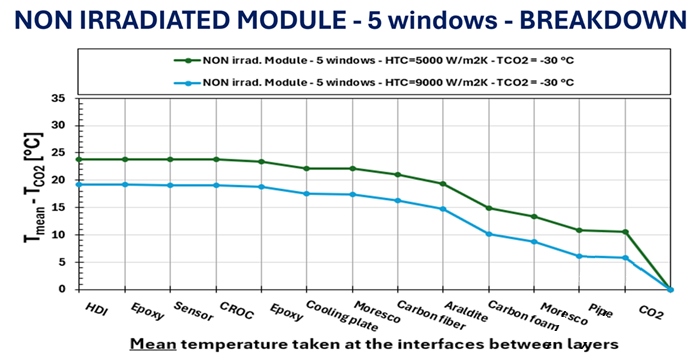 NON IRRADIATED MODULE - 5 windows - BREAKDOWN
NON irrad. Module - 5 windows - HTC=5000 W/m2K - TCO2 = -30 ºC
NON irrad. Module - 5 windows - HTC=9000 W/m2K - TCO2 = -30 ºC
Tmean - TCO2 [ºC]
35
30
25
20
15
10
5
0
HDI
Epoxy
Sensor
CROC
Epoxy
Cooling plate
Moresco
Carbon fiber
Araldite
Carbon foam
Moresco
Pipe
CO2
Mean temperature taken at the interfaces between layers